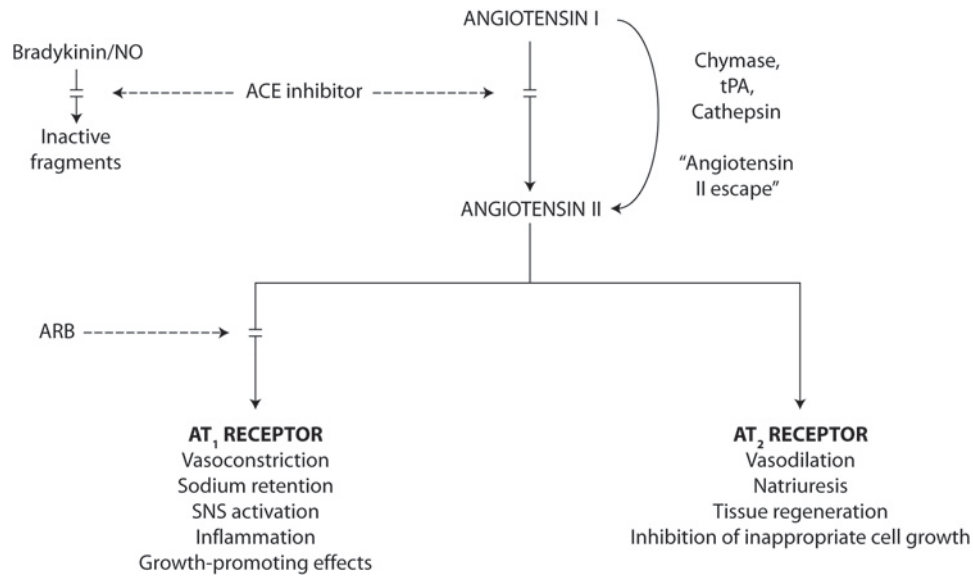 ANGIOTENSIN I
Bradykinin/NO
Chymase,
tPA,
Cathepsin
ACE inhibitor
Inactive
fragments
“Angiotensin
II escape”
ANGIOTENSIN II
ARB
AT₁ RECEPTOR
Vasoconstriction
Sodium retention
SNS activation
Inflammation
Growth-promoting effects
AT₂ RECEPTOR
Vasodilation
Natriuresis
Tissue regeneration
Inhibition of inappropriate cell growth